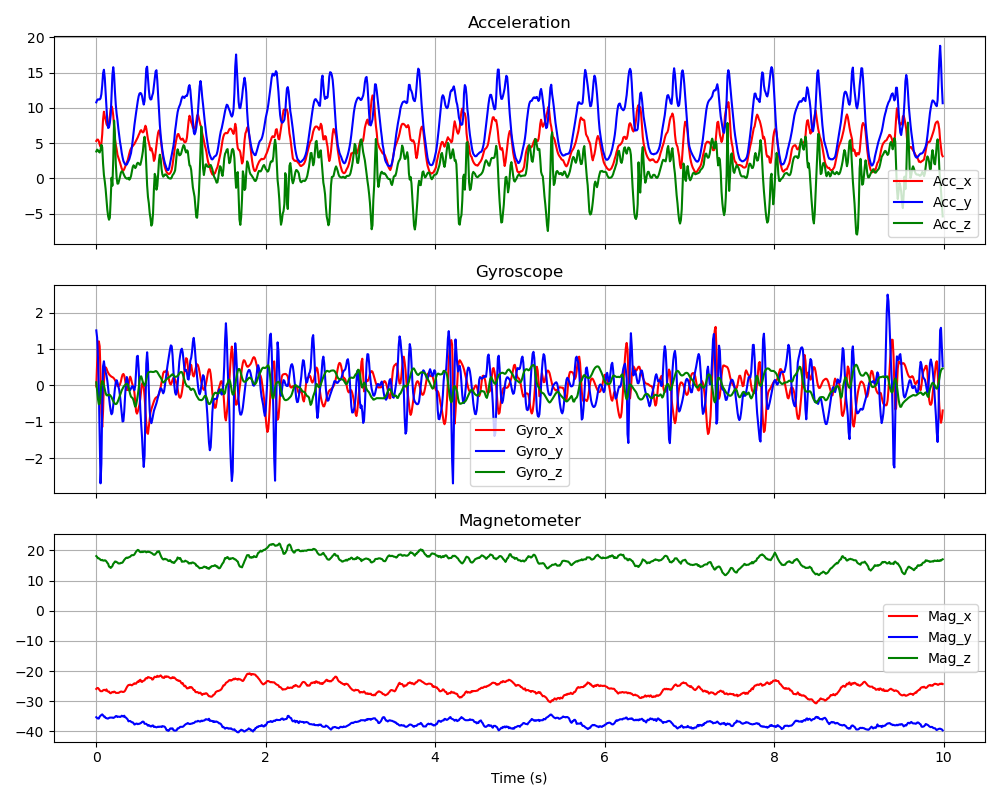 Acceleration
20
15
10
5
0
−5
Acc_x
Acc_y
Acc_z
Gyroscope
2
1
0
−1
−2
Gyro_x
Gyro_y
Gyro_z
Magnetometer
20
10
0
−10
−20
−30
−40
Mag_x
Mag_y
Mag_z
0 2 4 6 8 10
Time (s)